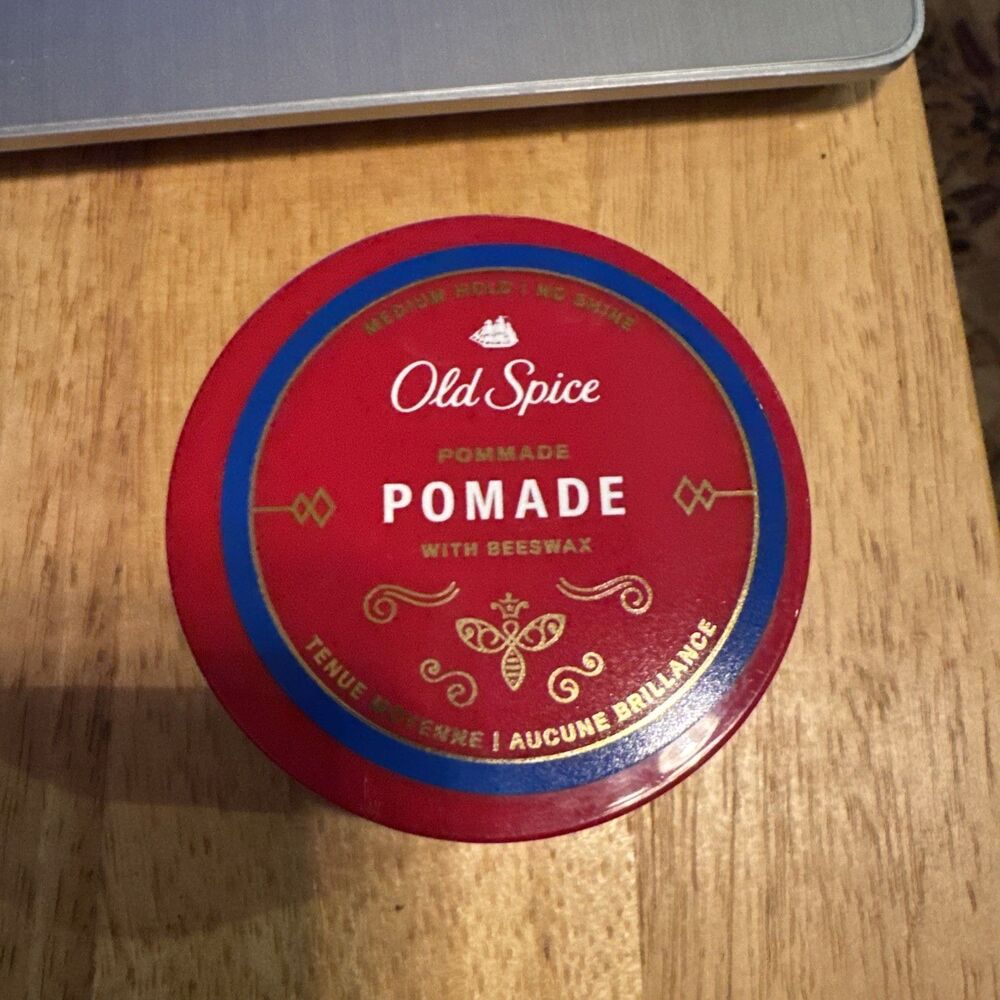 MEDIUM HOLD | NO SHINE
Old Spice
POMMADE
POMADE
WITH BEESWAX
TENUE MOYENNE | AUCUNE BRILLANCE